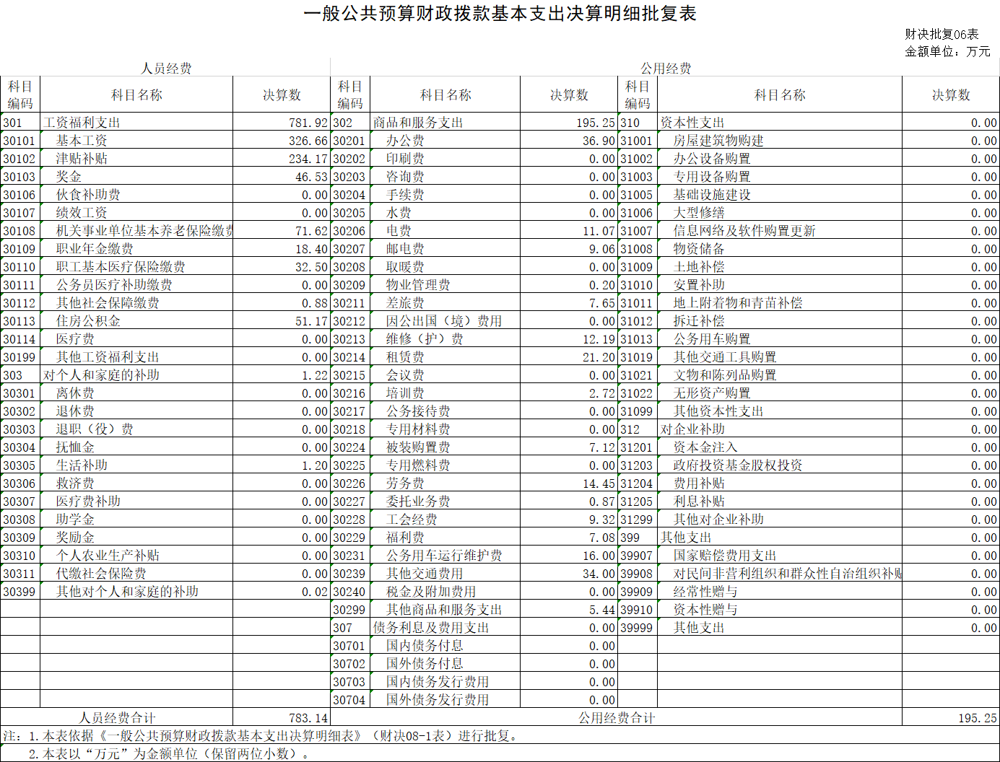 一般公共预算财政拨款基本支出决算明细批复表
财决批复06表
金额单位：万元
人员经费 公用经费
科目编码 科目名称 决算数 科目编码 科目名称 决算数 科目编码 科目名称 决算数
301 工资福利支出 781.92 302 商品和服务支出 195.25 310 资本性支出 0.00
30101 基本工资 326.66 30201 办公费 36.90 31001 房屋建筑物购建 0.00
30102 津贴补贴 234.17 30202 印刷费 0.00 31002 办公设备购置 0.00
30103 奖金 46.53 30203 咨询费 0.00 31003 专用设备购置 0.00
30106 伙食补助费 0.00 30204 手续费 0.00 31005 基础设施建设 0.00
30107 绩效工资 0.00 30205 水费 0.00 31006 大型修缮 0.00
30108 机关事业单位基本养老保险缴费 71.62 30206 电费 11.07 31007 信息网络及软件购置更新 0.00
30109 职业年金缴费 18.40 30207 邮电费 9.06 31008 物资储备 0.00
30110 职工基本医疗保险缴费 32.50 30208 取暖费 0.00 31009 土地补偿 0.00
30111 公务员医疗补助缴费 0.00 30209 物业管理费 0.20 31010 安置补助 0.00
30112 其他社会保障缴费 0.88 30211 差旅费 7.65 31011 地上附着物和青苗补偿 0.00
30113 住房公积金 51.17 30212 因公出国（境）费用 0.00 31012 拆迁补偿 0.00
30114 医疗费 0.00 30213 维修（护）费 12.19 31013 公务用车购置 0.00
30199 其他工资福利支出 0.00 30214 租赁费 21.20 31019 其他交通工具购置 0.00
303 对个人和家庭的补助 1.22 30215 会议费 0.00 31021 文物和陈列品购置 0.00
30301 离休费 0.00 30216 培训费 2.72 31022 无形资产购置 0.00
30302 退休费 0.00 30217 公务接待费 0.00 31099 其他资本性支出 0.00
30303 退职（役）费 0.00 30218 专用材料费 0.00 312 对企业补助 0.00
30304 抚恤金 0.00 30224 被装购置费 7.12 31201 资本金注入 0.00
30305 生活补助 1.20 30225 专用燃料费 0.00 31203 政府投资基金股权投资 0.00
30306 救济费 0.00 30226 劳务费 14.45 31204 费用补贴 0.00
30307 医疗费补助 0.00 30227 委托业务费 0.87 31205 利息补贴 0.00
30308 助学金 0.00 30228 工会经费 9.32 31299 其他对企业补助 0.00
30309 奖励金 0.00 30229 福利费 7.08 399 其他支出 0.00
30310 个人农业生产补贴 0.00 30231 公务用车运行维护费 16.00 39907 国家赔偿费用支出 0.00
30311 代缴社会保险费 0.00 30239 其他交通费用 34.00 39908 对民间非营利组织和群众性自治组织补贴 0.00
30399 其他对个人和家庭的补助 0.02 30240 税金及附加费用 0.00 39909 经常性赠与 0.00
30299 其他商品和服务支出 5.44 39910 资本性赠与 0.00
307 债务利息及费用支出 0.00 39999 其他支出 0.00
30701 国内债务付息 0.00
30702 国外债务付息 0.00
30703 国内债务发行费用 0.00
30704 国外债务发行费用 0.00
人员经费合计 783.14 公用经费合计 195.25
注：1.本表依据《一般公共预算财政拨款基本支出决算明细表》（财决08-1表）进行批复。
2.本表以“万元”为金额单位（保留两位小数）。